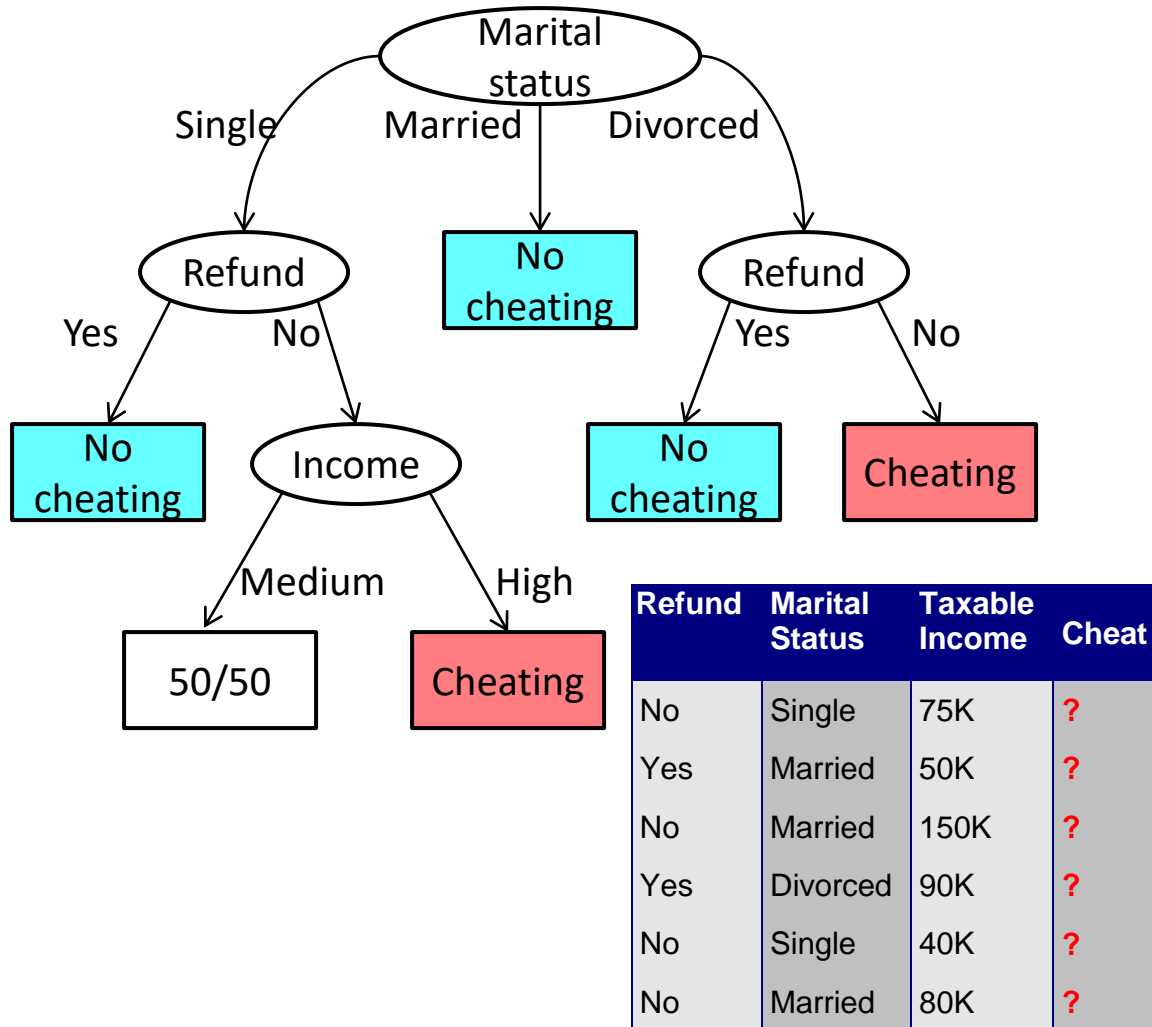 Marital
status
Single
Married
Divorced
Refund
No
cheating
Refund
Yes
No
Yes
No
No
cheating
Income
No
cheating
Cheating
Medium
High
50/50
Cheating
Refund Marital Status Taxable Income Cheat
No Single 75K ?
Yes Married 50K ?
No Married 150K ?
Yes Divorced 90K ?
No Single 40K ?
No Married 80K ?